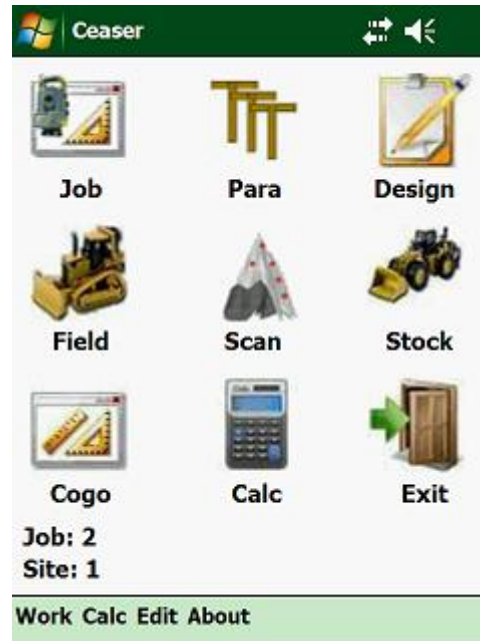 Ceaser
Job Para Design
Field Scan Stock
Cogo Calc Exit
Job: 2
Site: 1
Work Calc Edit About